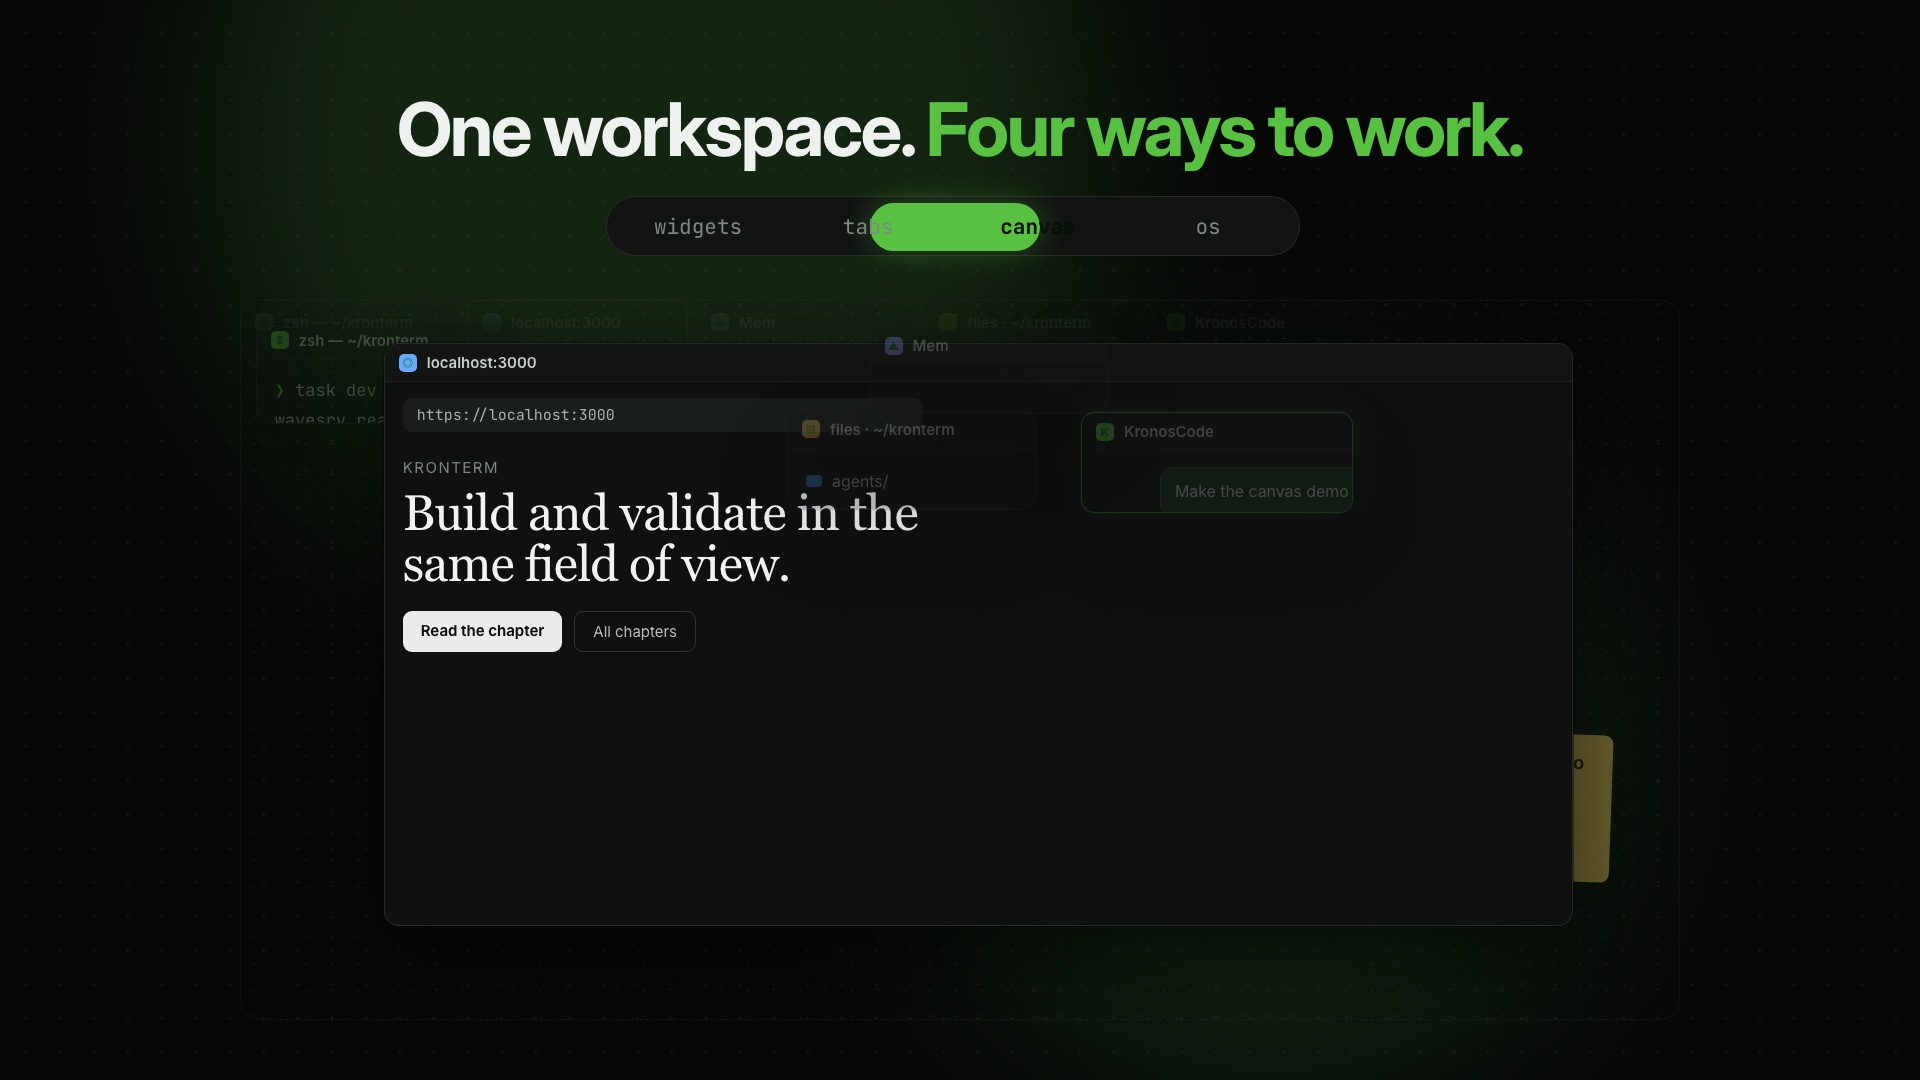 One workspace. Four ways to work.
widgets tabs canvas os
zsh — ~/kronterm localhost:3000 Mem files · ~/kronterm KronosCode
zsh — ~/kronterm
Mem
localhost:3000
❯ task dev
https://localhost:3000
files · ~/kronterm
KronosCode
KRONTERM
agents/
Make the canvas demo
Build and validate in the
same field of view.
Read the chapter All chapters